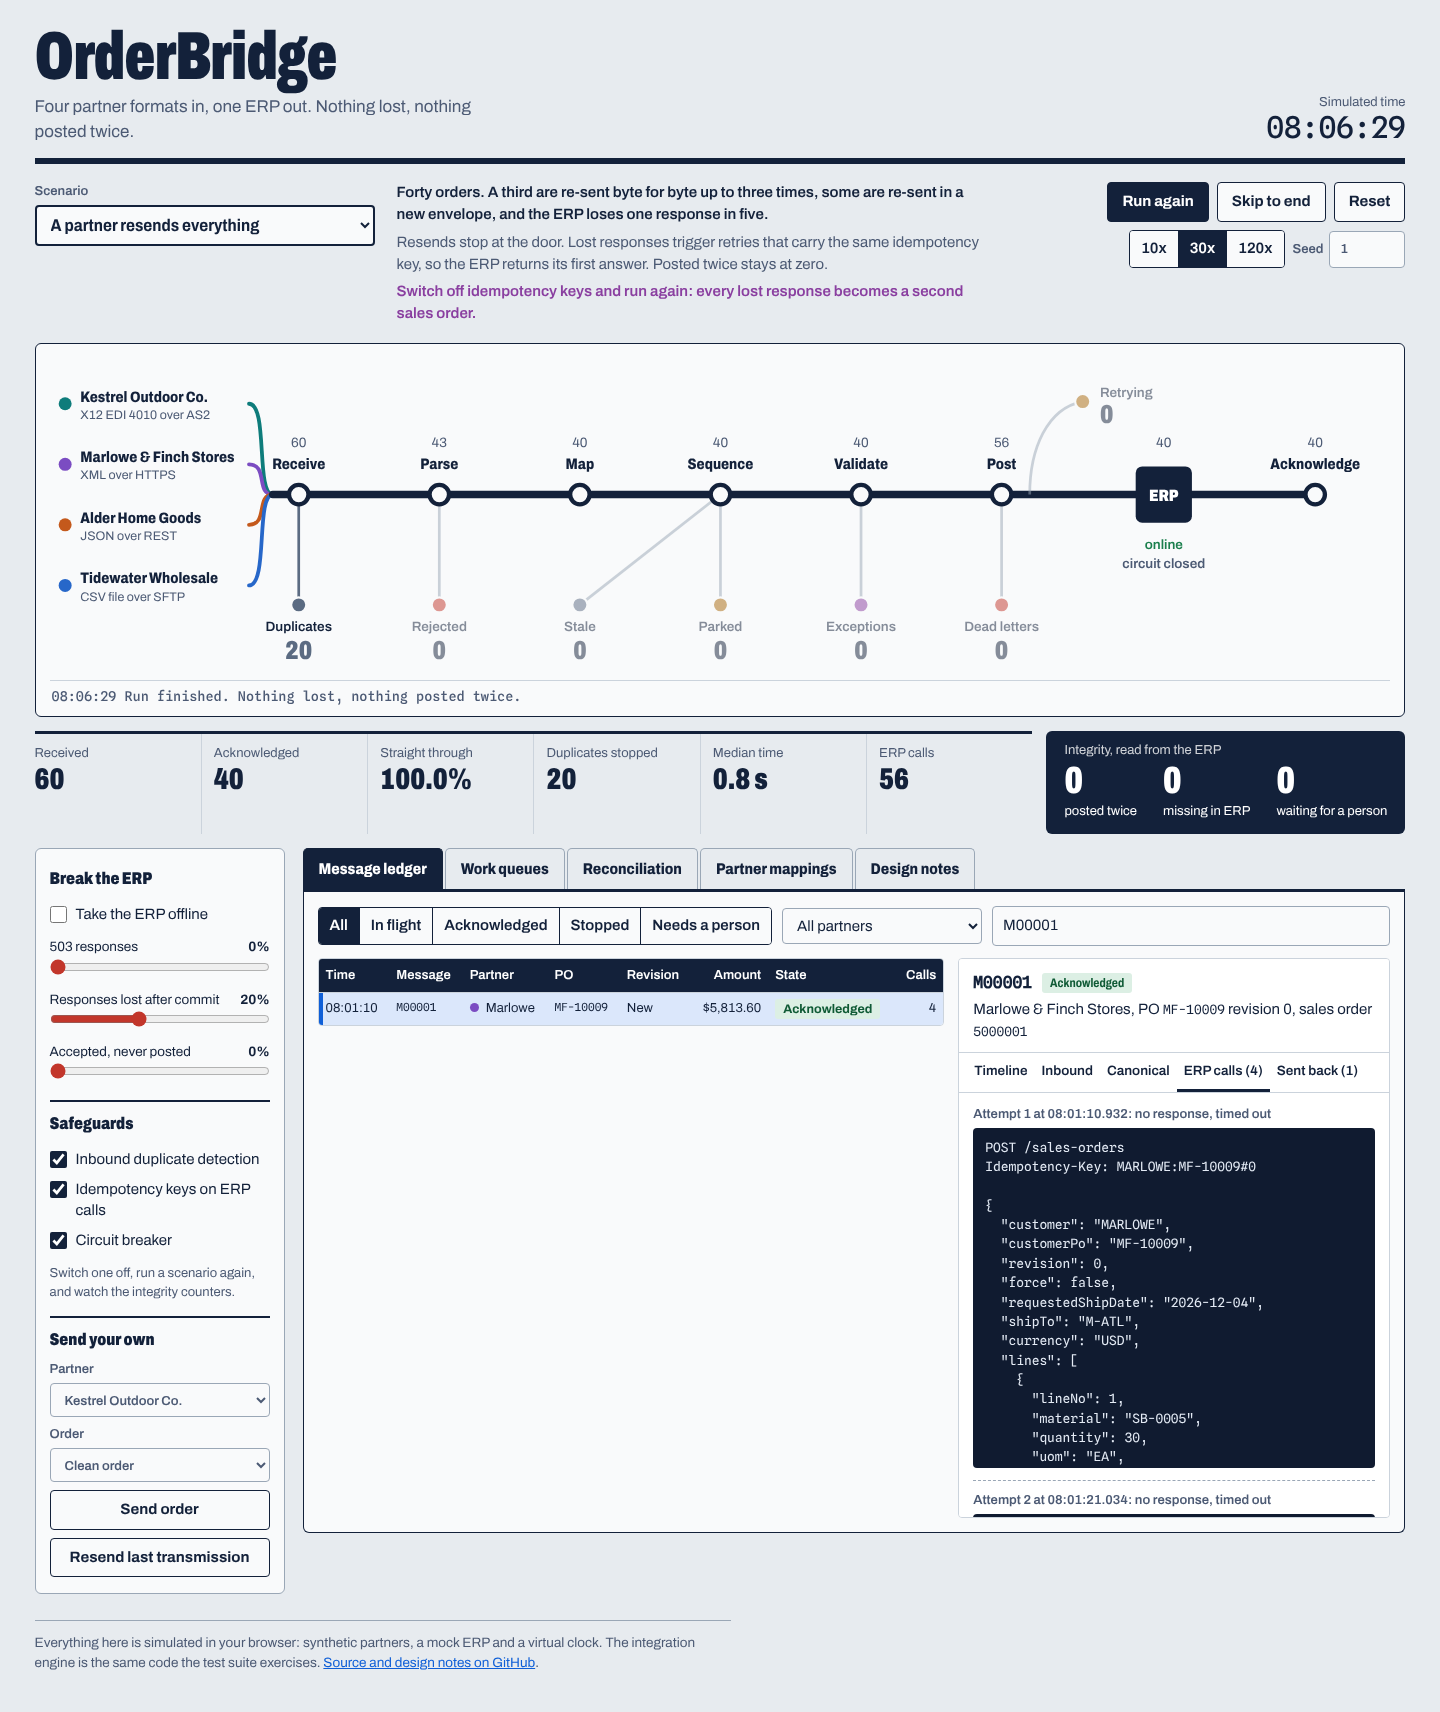 OrderBridge
Four partner formats in, one ERP out. Nothing lost, nothing
posted twice.
Simulated time
08:06:29
Scenario
A partner resends everything
Forty orders. A third are re-sent byte for byte up to three times, some are re-sent in a
new envelope, and the ERP loses one response in five.
Resends stop at the door. Lost responses trigger retries that carry the same idempotency
key, so the ERP returns its first answer. Posted twice stays at zero.
Switch off idempotency keys and run again: every lost response becomes a second
sales order.
Run again
Skip to end
Reset
10x
30x
120x
Seed
1
Kestrel Outdoor Co.
X12 EDI 4010 over AS2
Marlowe & Finch Stores
XML over HTTPS
Alder Home Goods
JSON over REST
Tidewater Wholesale
CSV file over SFTP
60
Receive
43
Parse
40
Map
40
Sequence
40
Validate
56
Post
Retrying
0
40
ERP
online
circuit closed
40
Acknowledge
Duplicates
20
Rejected
0
Stale
0
Parked
0
Exceptions
0
Dead letters
0
08:06:29 Run finished. Nothing lost, nothing posted twice.
Received
60
Acknowledged
40
Straight through
100.0%
Duplicates stopped
20
Median time
0.8 s
ERP calls
56
Integrity, read from the ERP
0
posted twice
0
missing in ERP
0
waiting for a person
Break the ERP
Take the ERP offline
503 responses 0%
Responses lost after commit 20%
Accepted, never posted 0%
Safeguards
Inbound duplicate detection
Idempotency keys on ERP
calls
Circuit breaker
Switch one off, run a scenario again,
and watch the integrity counters.
Send your own
Partner
Kestrel Outdoor Co.
Order
Clean order
Send order
Resend last transmission
Message ledger
Work queues
Reconciliation
Partner mappings
Design notes
All
In flight
Acknowledged
Stopped
Needs a person
All partners
M00001
Time Message Partner PO Revision Amount State Calls
08:01:10 M00001 Marlowe MF-10009 New $5,813.60 Acknowledged 4
M00001 Acknowledged
Marlowe & Finch Stores, PO MF-10009 revision 0, sales order
5000001
Timeline
Inbound
Canonical
ERP calls (4)
Sent back (1)
Attempt 1 at 08:01:10.932: no response, timed out
POST /sales-orders
Idempotency-Key: MARLOWE:MF-10009#0
{
"customer": "MARLOWE",
"customerPo": "MF-10009",
"revision": 0,
"force": false,
"requestedShipDate": "2026-12-04",
"shipTo": "M-ATL",
"currency": "USD",
"lines": [
{
"lineNo": 1,
"material": "SB-0005",
"quantity": 30,
"uom": "EA",
Attempt 2 at 08:01:21.034: no response, timed out
Everything here is simulated in your browser: synthetic partners, a mock ERP and a virtual clock. The integration
engine is the same code the test suite exercises. Source and design notes on GitHub.